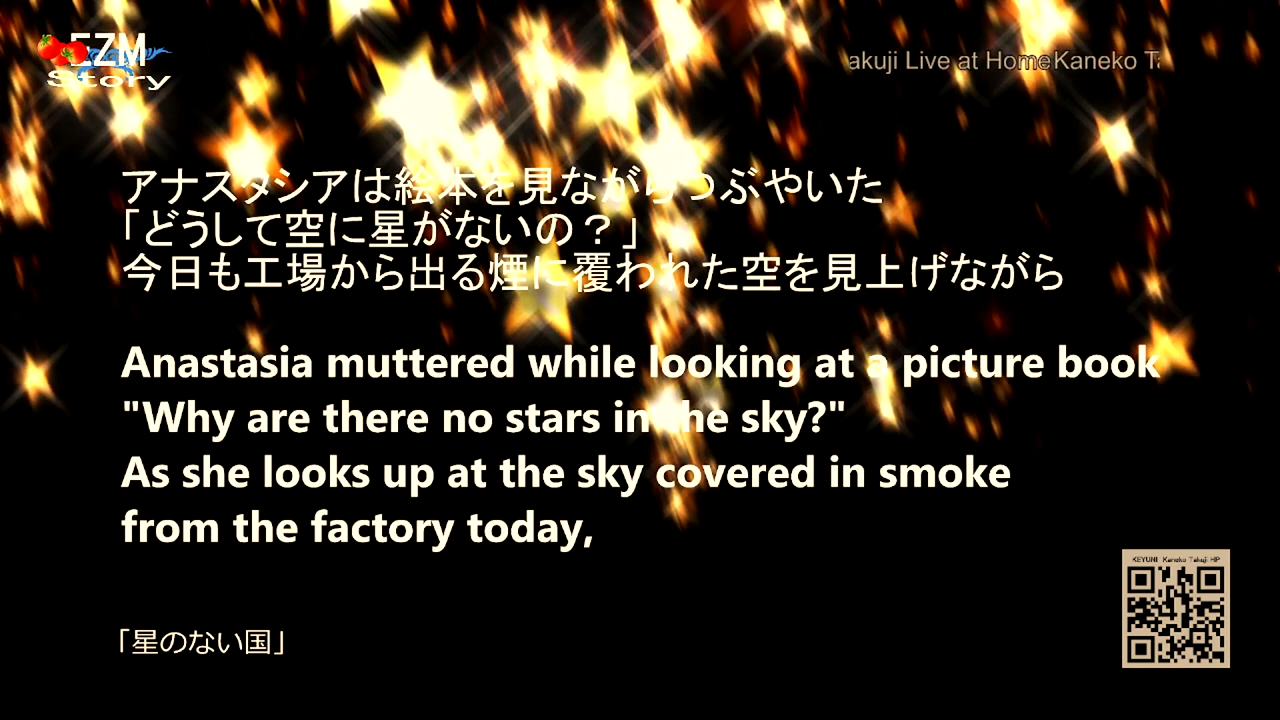 EZM
Story
akuji Live at HomeKaneko T
アナスタシアは絵本を見ながらつぶやいた
「どうして空に星がないの？」
今日も工場から出る煙に覆われた空を見上げながら
Anastasia muttered while looking at a picture book
"Why are there no stars in the sky?"
As she looks up at the sky covered in smoke
from the factory today,
KEYUNI Kaneko Takuji HP
「星のない国」